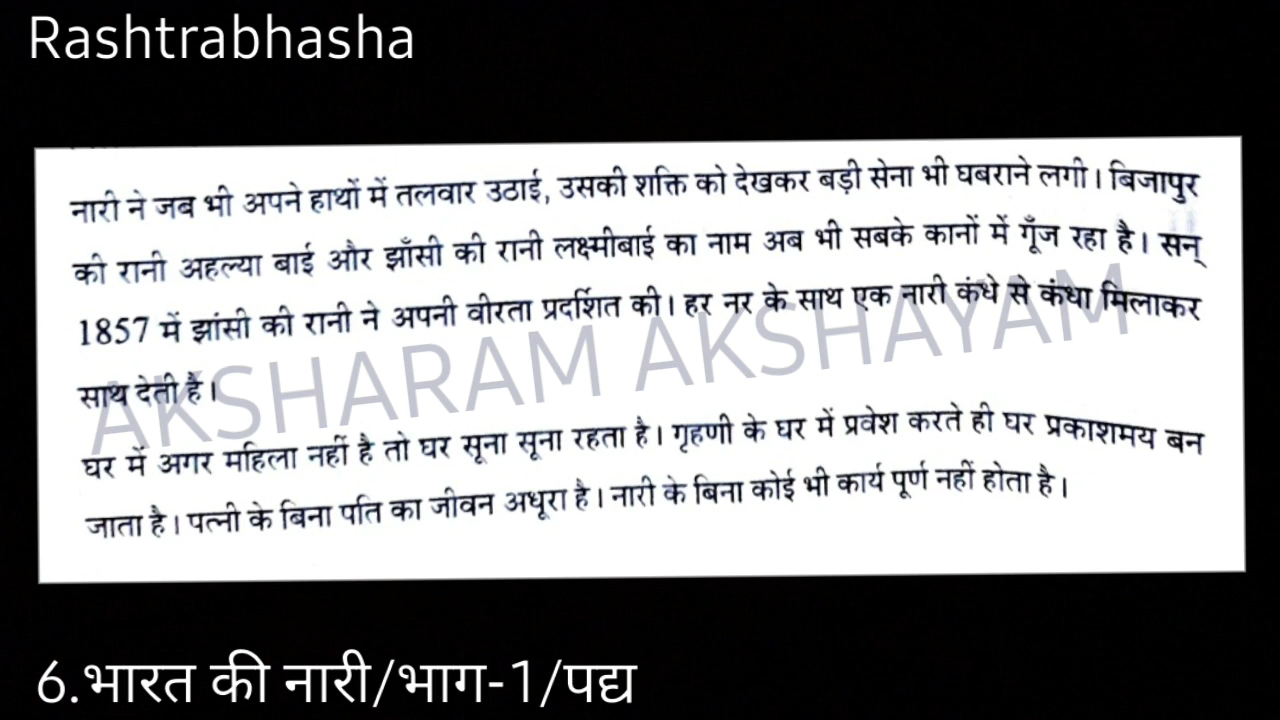 Rashtrabhasha
नारी ने जब भी अपने हाथों में तलवार उठाई, उसकी शक्ति को देखकर बड़ी सेना भी घबराने लगी। बिजापुर
की रानी अहल्या बाई और झाँसी की रानी लक्ष्मीबाई का नाम अब भी सबके कानों में गूँज रहा है। सन्
1857 में झांसी की रानी ने अपनी वीरता प्रदर्शित की। हर नर के साथ एक नारी कंधे से कंधा मिलाकर
साथ देती है।
AKSHARAM AKSHAYAM
घर में अगर महिला नहीं है तो घर सूना सूना रहता है। गृहणी के घर में प्रवेश करते ही घर प्रकाशमय बन
जाता है। पत्नी के बिना पति का जीवन अधूरा है। नारी के बिना कोई भी कार्य पूर्ण नहीं होता है।
6.भारत की नारी/भाग-1/पद्य